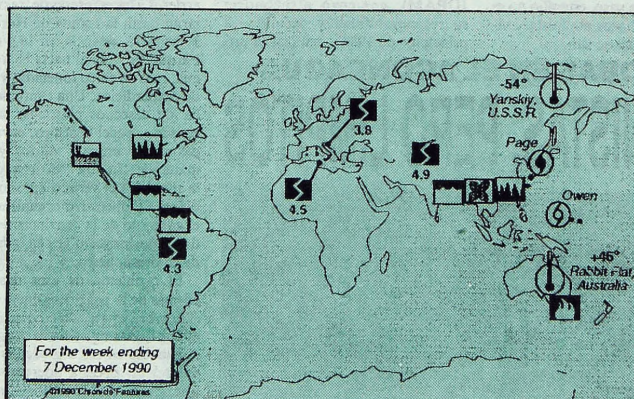 -54°
Yanskiy,
U.S.S.R.
3.8
4.9
Page
4.5
Owen
4.3
+46°
Rabbit Flat,
Australia
For the week ending
7 December 1990
©1990 Chronicle Features